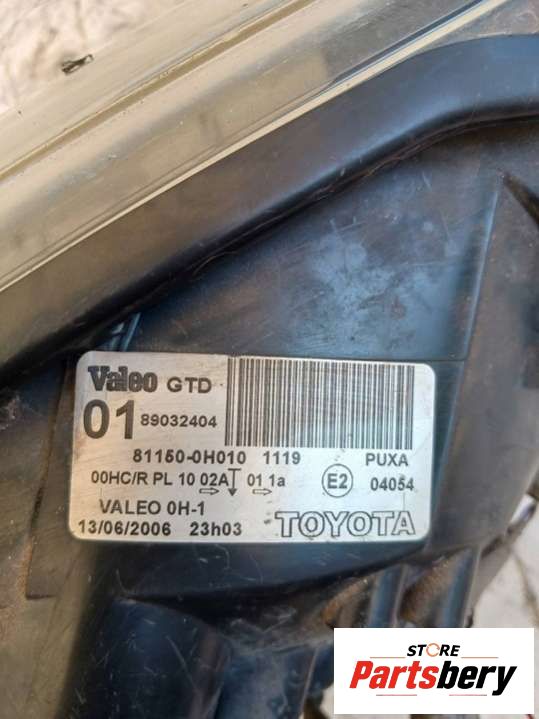 Valeo GTD
01 89032404
81150-0H010 1119 PUXA
00HC/R PL 10 02A 01 1a E2 04054
VALEO 0H-1
13/06/2006 23h03 TOYOTA
STORE
Partsbery